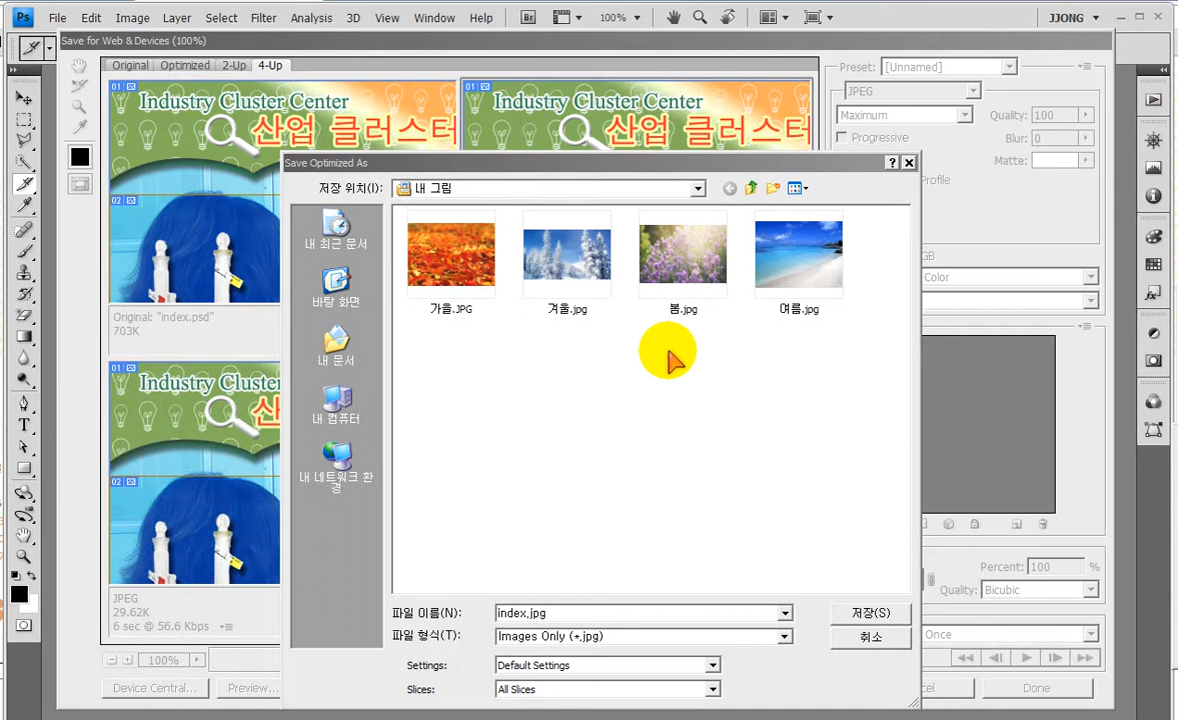 Ps File Edit Image Layer Select Filter Analysis 3D View Window Help Br 100% JJONG
Save for Web & Devices (100%)
Original Optimized 2-Up 4-Up
01
Industry Cluster Center
산업 클러스터
02
Original: "index.psd"
703K
01
Industry Cluster Center
산업 클러스터
01
Industry Cluster
02
JPEG
29.62K
6 sec @ 56.6 Kbps
100%
Device Central... Preview...
Save Optimized As
저장 위치(I): 내 그림
내 최근 문서
바탕 화면
내 문서
내 컴퓨터
내 네트워크 환
경
가을.JPG 겨울.jpg 봄.jpg 여름.jpg
파일 이름(N): index.jpg 저장(S)
파일 형식(T): Images Only (*.jpg) 취소
Settings: Default Settings
Slices: All Slices
Preset: [Unnamed]
JPEG
Maximum Quality: 100
Progressive Blur: 0
Matte:
Profile
GB
Color
Percent: 100 %
Quality: Bicubic
Once
cel Done